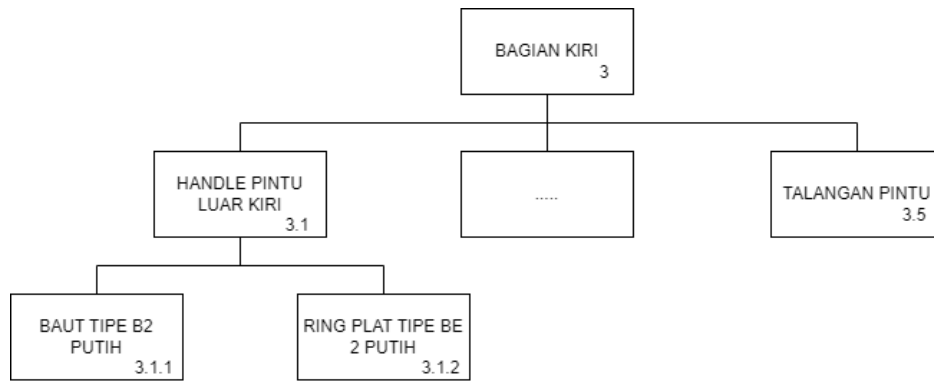 BAGIAN KIRI
3
HANDLE PINTU
LUAR KIRI
3.1
.....
TALANGAN PINTU
3.5
BAUT TIPE B2
PUTIH
3.1.1
RING PLAT TIPE BE
2 PUTIH
3.1.2